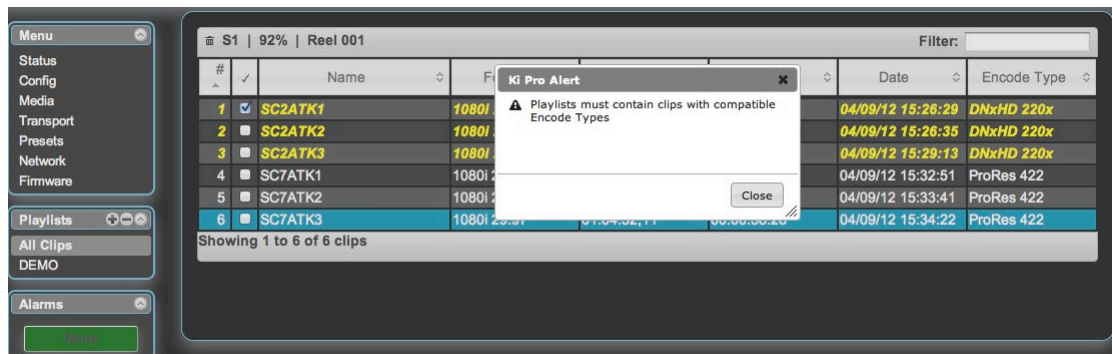 Menu
Status
Config
Media
Transport
Presets
Network
Firmware
Playlists
All Clips
DEMO
Alarms
None
S1 | 92% | Reel 001
Filter:
# ✓ Name Date Encode Type
1 SC2ATK1 1080i 04/09/12 15:26:29 DNxHD 220x
2 SC2ATK2 1080i 04/09/12 15:26:35 DNxHD 220x
3 SC2ATK3 1080i 04/09/12 15:29:13 DNxHD 220x
4 SC7ATK1 1080i 04/09/12 15:32:51 ProRes 422
5 SC7ATK2 1080i 04/09/12 15:33:41 ProRes 422
6 SC7ATK3 1080i 04/09/12 15:34:22 ProRes 422
Showing 1 to 6 of 6 clips
Ki Pro Alert
Playlists must contain clips with compatible
Encode Types
Close